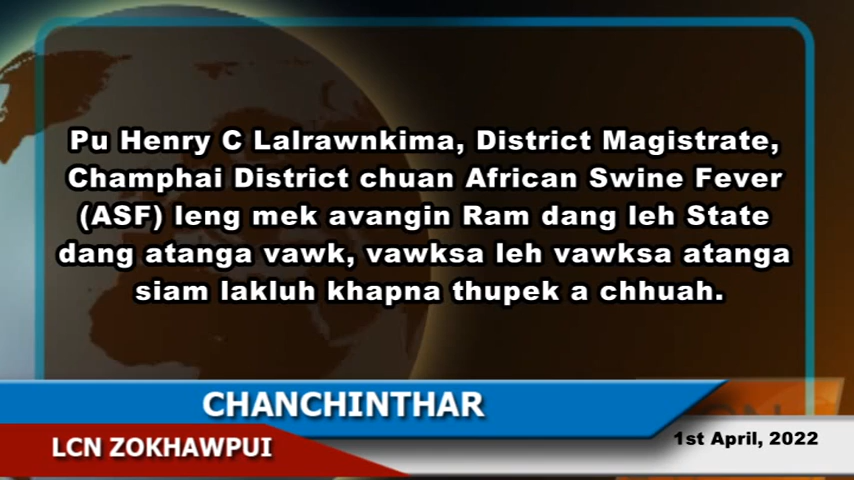 Pu Henry C Lalrawnkima, District Magistrate,
Champhai District chuan African Swine Fever
(ASF) leng mek avangin Ram dang leh State
dang atanga vawk, vawksa leh vawksa atanga
siam lakluh khapna thupek a chhuah.
CHANCHINTHAR
1st April, 2022
LCN ZOKHAWPUI